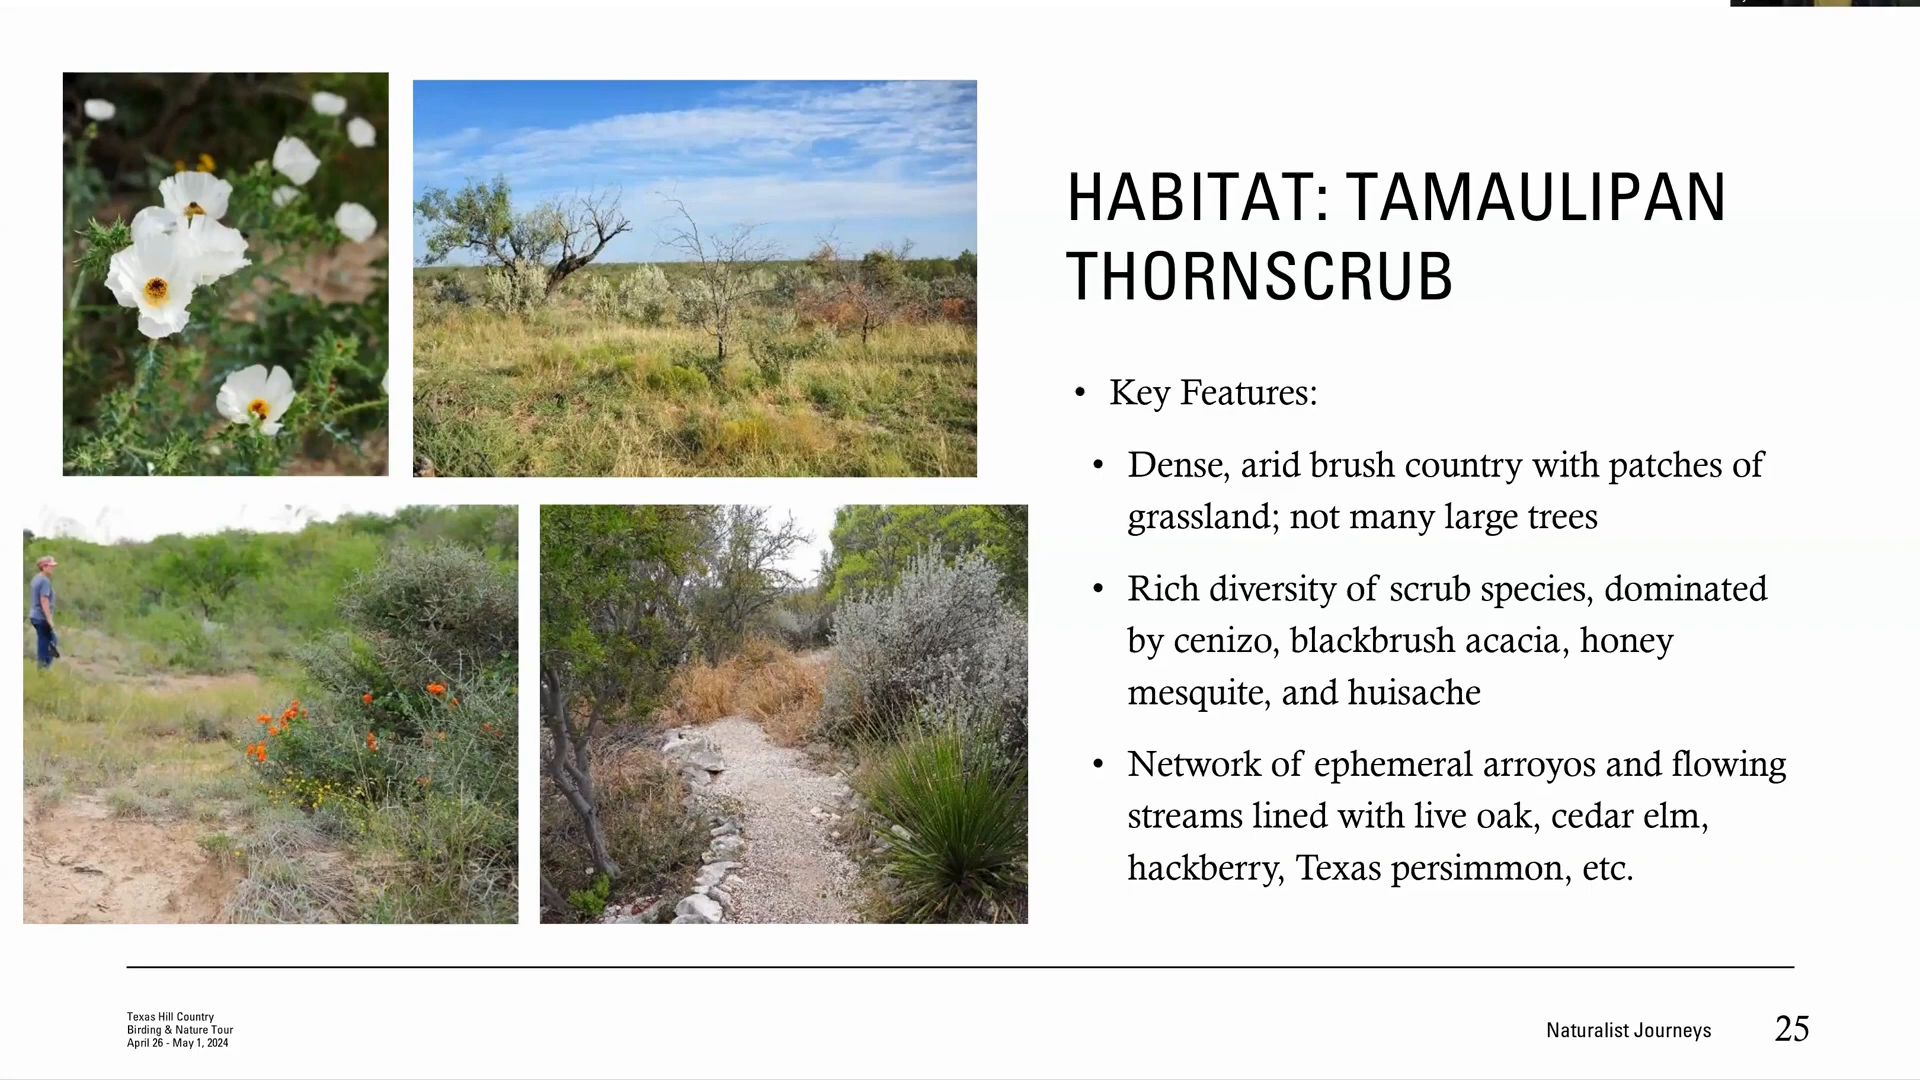 HABITAT: TAMAULIPAN
THORNSCRUB
• Key Features:
• Dense, arid brush country with patches of
grassland; not many large trees
• Rich diversity of scrub species, dominated
by cenizo, blackbrush acacia, honey
mesquite, and huisache
• Network of ephemeral arroyos and flowing
streams lined with live oak, cedar elm,
hackberry, Texas persimmon, etc.
Texas Hill Country
Birding & Nature Tour
April 26 - May 1, 2024
Naturalist Journeys
25